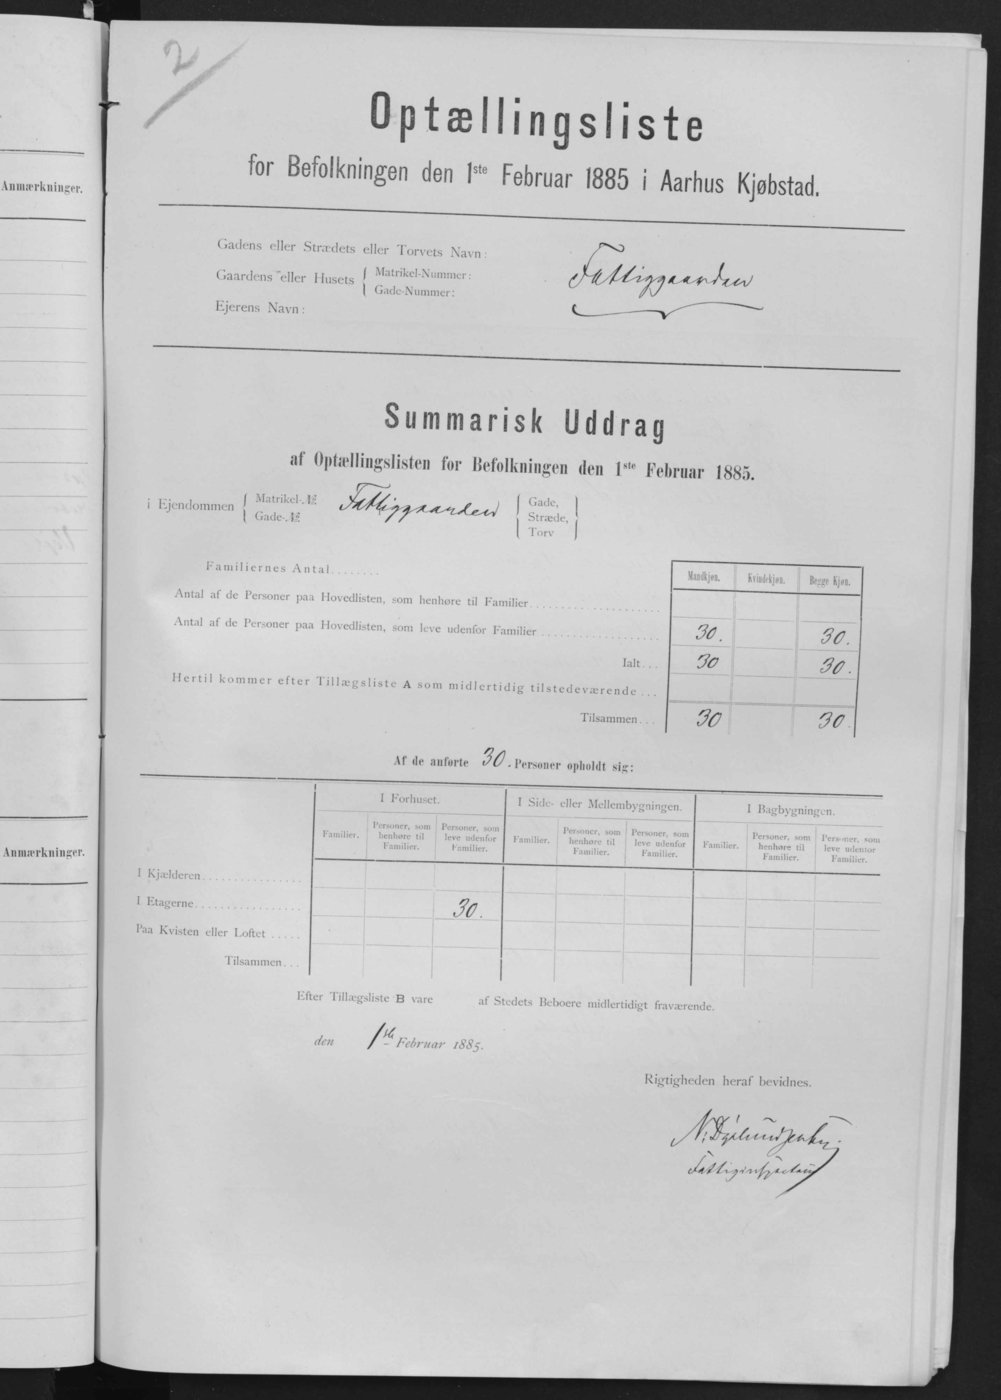 2
Optællingsliste
for Befolkningen den 1ste Februar 1885 i Aarhus Kjøbstad.
Anmærkninger.
Gadens eller Strædets eller Torvets Navn:
Gaardens eller Husets { Matrikel-Nummer:
Gade-Nummer:
Fattiggaarden
Ejerens Navn:
Summarisk Uddrag
af Optællingslisten for Befolkningen den 1ste Februar 1885.
i Ejendommen { Matrikel-№ Gade-№ Fattiggaarden { Gade, Stræde, Torv }
Familiernes Antal........
Mandkjøn. Kvindekjøn. Begge Kjøn.
Antal af de Personer paa Hovedlisten, som henhøre til Familier
Antal af de Personer paa Hovedlisten, som leve udenfor Familier 30. 30.
Ialt... 30 30.
Hertil kommer efter Tillægsliste A som midlertidig tilstedeværende...
Tilsammen... 30 30.
Af de anførte 30. Personer opholdt sig:
I Forhuset. I Side- eller Mellembygningen. I Bagbygningen.
Familier. Personer, som henhøre til Familier. Personer, som leve udenfor Familier. Familier. Personer, som henhøre til Familier. Personer, som leve udenfor Familier. Familier. Personer, som henhøre til Familier. Personer, som leve udenfor Familier.
Anmærkninger.
I Kjælderen
I Etagerne 30.
Paa Kvisten eller Loftet
Tilsammen...
Efter Tillægsliste B vare af Stedets Beboere midlertidigt fraværende.
den 1ste Februar 1885.
Rigtigheden heraf bevidnes.
Fattiginspecteur